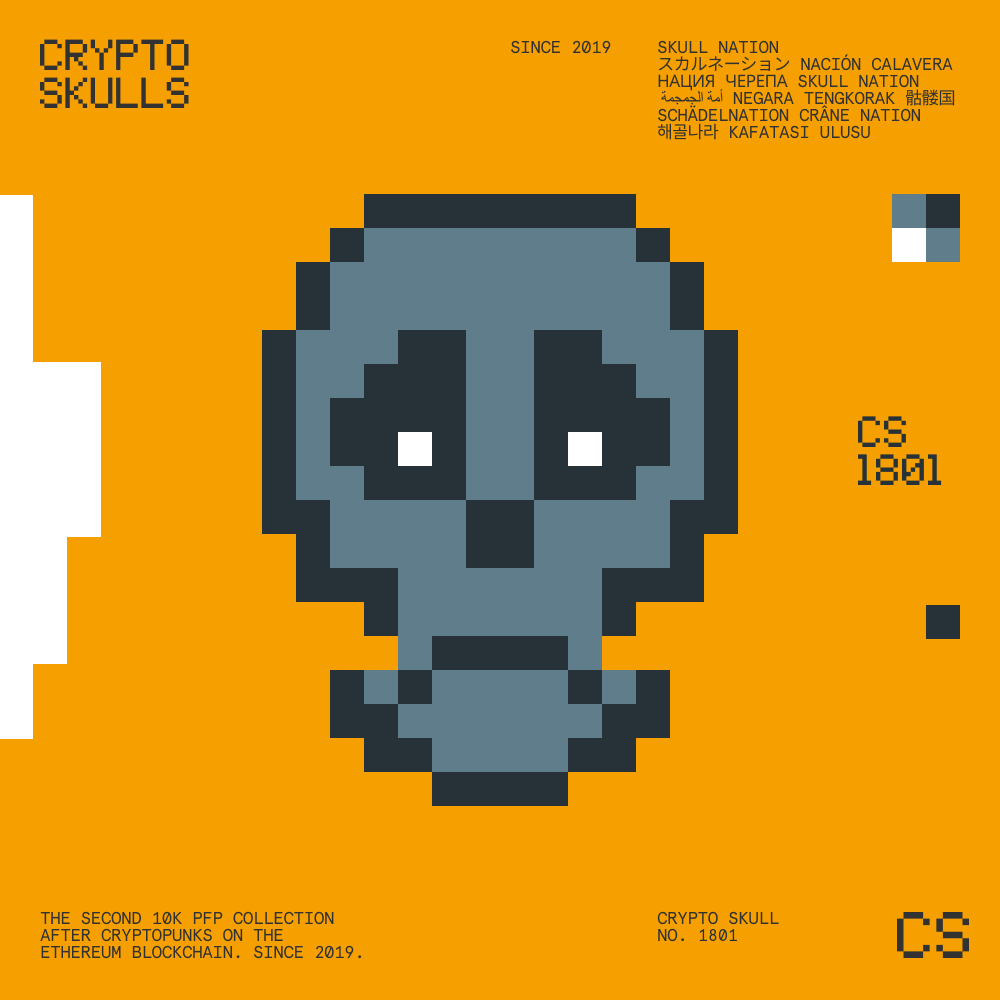 CRYPTO
SKULLS
SINCE 2019
SKULL NATION
スカルネーション NACIÓN CALAVERA
НАЦИЯ ЧЕРЕПА SKULL NATION
أمة الجمجمة NEGARA TENGKORAK 骷髅国
SCHÄDELNATION CRÂNE NATION
해골나라 KAFATASI ULUSU
CS
1801
THE SECOND 10K PFP COLLECTION
AFTER CRYPTOPUNKS ON THE
ETHEREUM BLOCKCHAIN. SINCE 2019.
CRYPTO SKULL
NO. 1801
CS